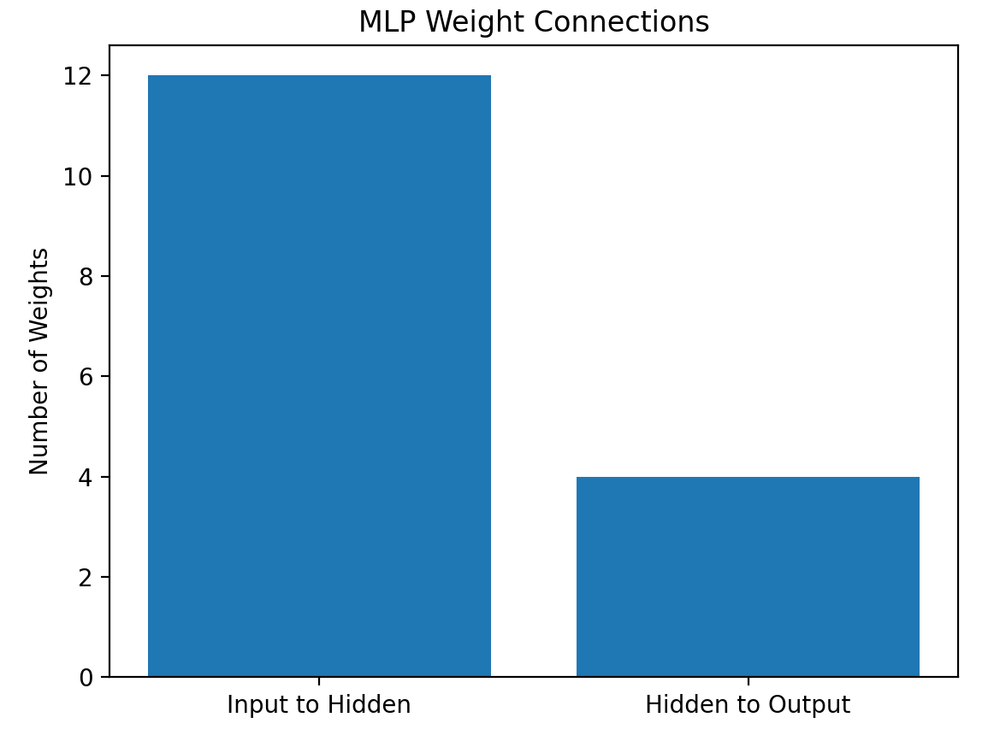 MLP Weight Connections
Number of Weights
12
10
8
6
4
2
0
Input to Hidden
Hidden to Output